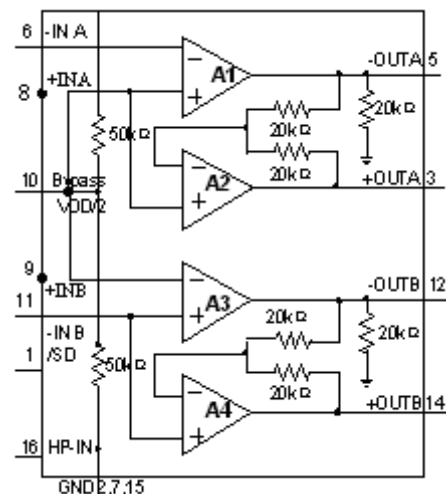 6 -IN A
-OUTA 5
A1
+INA
8
20kΩ
50kΩ
20kΩ
20kΩ
10 Bypass
A2
+OUTA 3
VDD/2
9
+INB
-OUTB 12
A3
11
-IN B
20kΩ
20kΩ
/SD
1
50kΩ
20kΩ
A4
+OUTB 14
16 HP-IN
GND 2,7,15